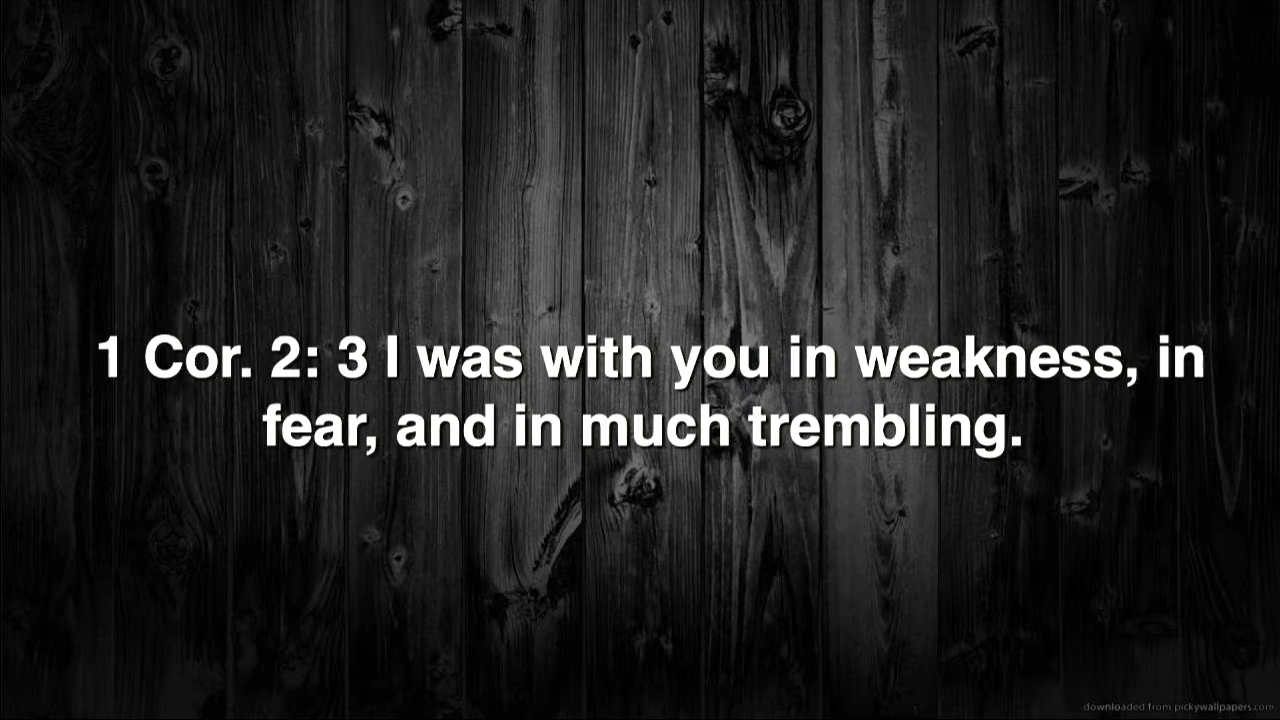 1 Cor. 2: 3 I was with you in weakness, in
fear, and in much trembling.
downloaded from pickywallpapers.com